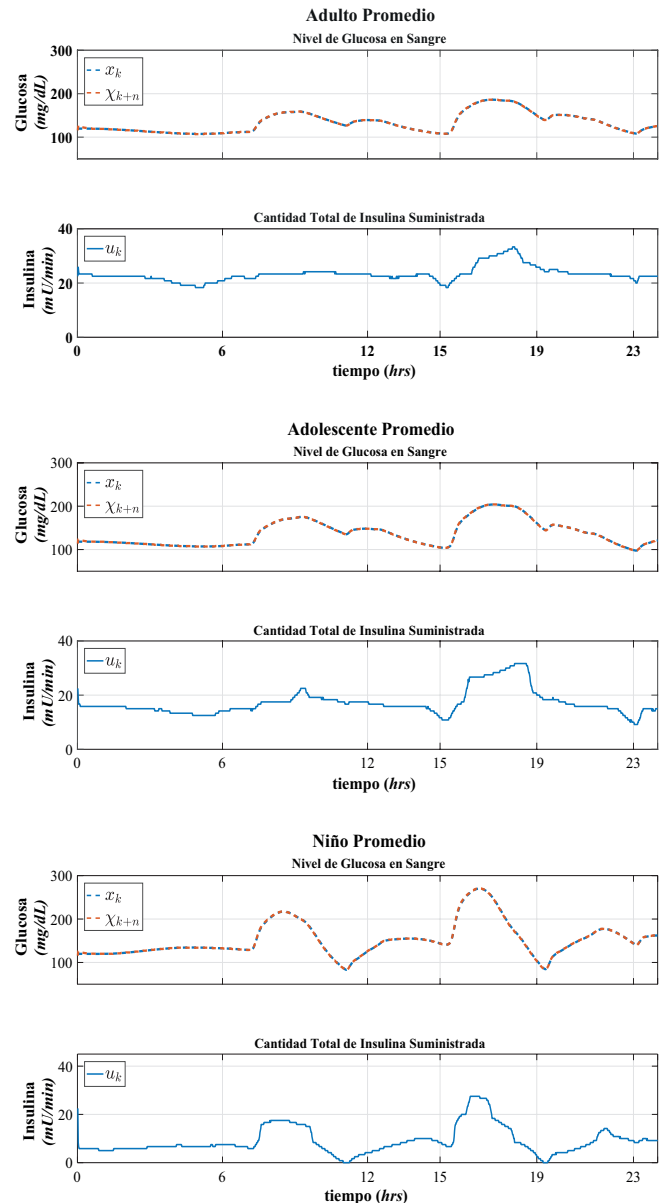 Adulto Promedio
Nivel de Glucosa en Sangre
Glucosa
(mg/dL)
300
200
100
x_k
χ_{k+n}
Cantidad Total de Insulina Suministrada
Insulina
(mU/min)
40
20
0
u_k
0 6 12 15 19 23
tiempo (hrs)
Adolescente Promedio
Nivel de Glucosa en Sangre
Glucosa
(mg/dL)
300
200
100
x_k
χ_{k+n}
Cantidad Total de Insulina Suministrada
Insulina
(mU/min)
40
20
0
u_k
0 6 12 15 19 23
tiempo (hrs)
Niño Promedio
Nivel de Glucosa en Sangre
Glucosa
(mg/dL)
300
200
100
x_k
χ_{k+n}
Cantidad Total de Insulina Suministrada
Insulina
(mU/min)
40
20
0
u_k
0 6 12 15 19 23
tiempo (hrs)